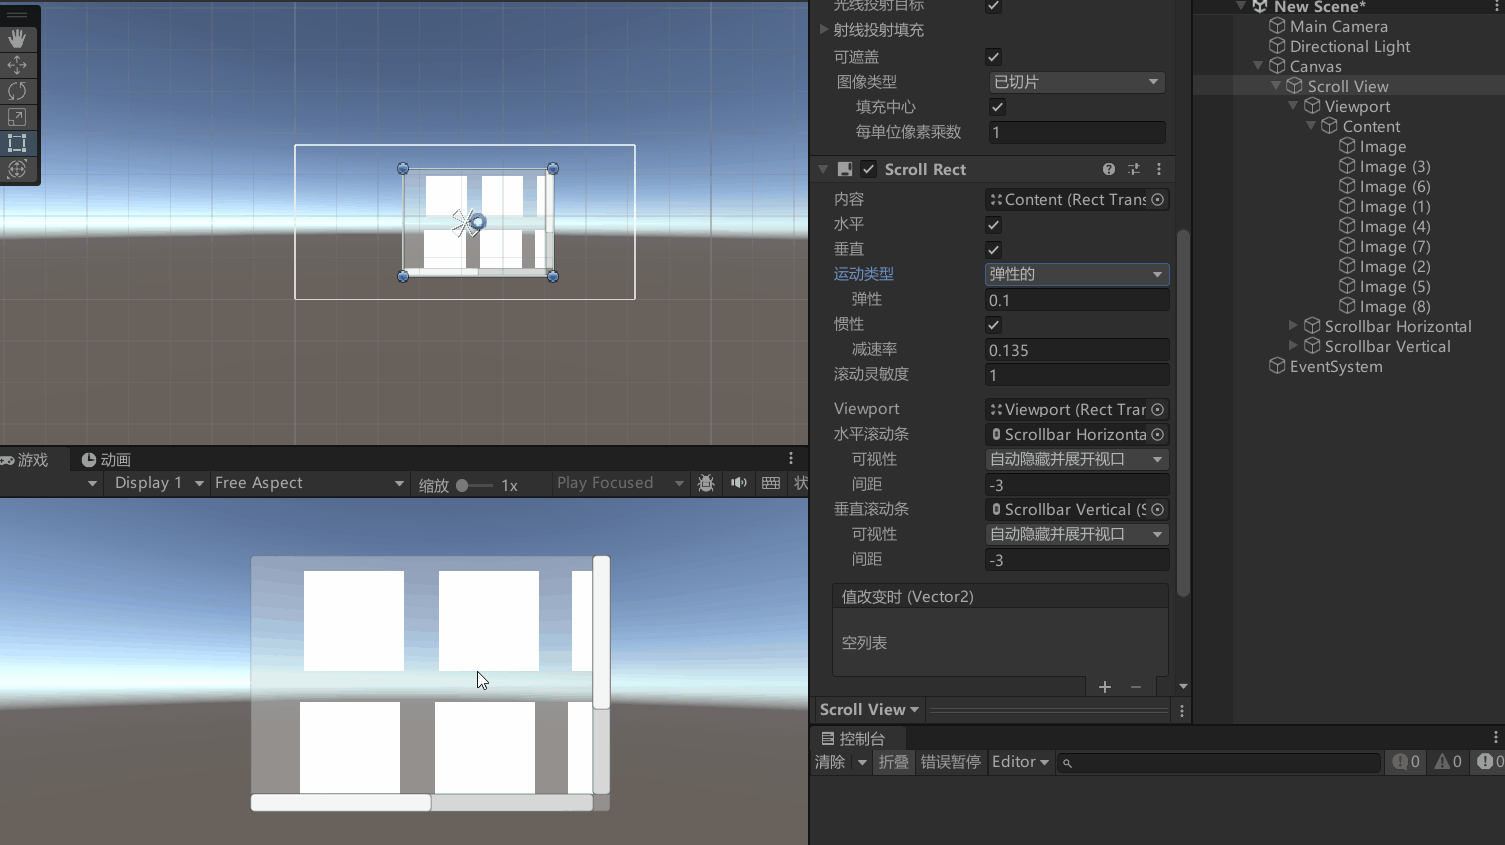 光线投射目标
射线投射填充
可遮盖
图像类型 已切片
填充中心
每单位像素乘数 1
Scroll Rect
内容 Content (Rect Trans
水平
垂直
运动类型 弹性的
弹性 0.1
惯性
减速率 0.135
滚动灵敏度 1
Viewport Viewport (Rect Trar
水平滚动条 Scrollbar Horizonta
可视性 自动隐藏并展开视口
间距 -3
垂直滚动条 Scrollbar Vertical (S
可视性 自动隐藏并展开视口
间距 -3
值改变时 (Vector2)
空列表
Scroll View
New Scene*
Main Camera
Directional Light
Canvas
Scroll View
Viewport
Content
Image
Image (3)
Image (6)
Image (1)
Image (4)
Image (7)
Image (2)
Image (5)
Image (8)
Scrollbar Horizontal
Scrollbar Vertical
EventSystem
游戏 动画
Display 1 Free Aspect 缩放 1x Play Focused 状
控制台
清除 折叠 错误暂停 Editor 0 0 0